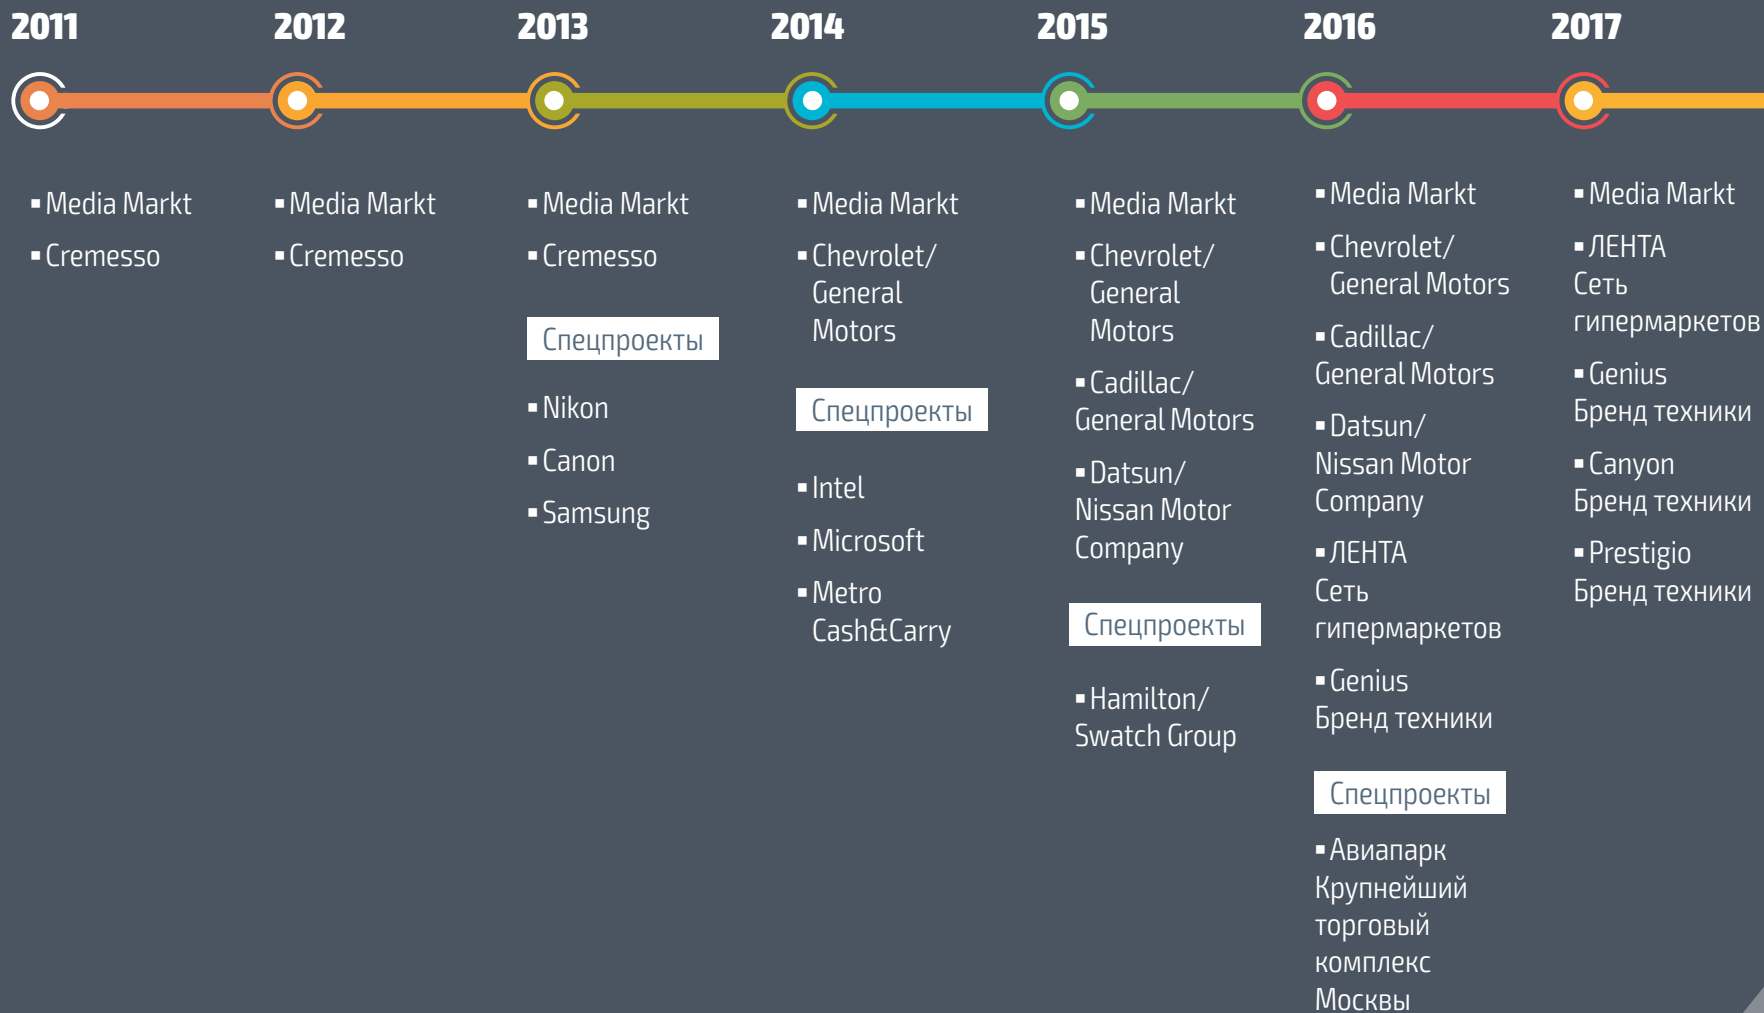 2011
▪Media Markt
▪Cremesso
2012
▪Media Markt
▪Cremesso
2013
▪Media Markt
▪Cremesso
Спецпроекты
▪Nikon
▪Canon
▪Samsung
2014
▪Media Markt
▪Chevrolet/
General
Motors
Спецпроекты
▪Intel
▪Microsoft
▪Metro
Cash&Carry
2015
▪Media Markt
▪Chevrolet/
General
Motors
▪Cadillac/
General Motors
▪Datsun/
Nissan Motor
Company
Спецпроекты
▪Hamilton/
Swatch Group
2016
▪Media Markt
▪Chevrolet/
General Motors
▪Cadillac/
General Motors
▪Datsun/
Nissan Motor
Company
▪ЛЕНТА
Сеть
гипермаркетов
▪Genius
Бренд техники
Спецпроекты
▪Авиапарк
Крупнейший
торговый
комплекс
Москвы
2017
▪Media Markt
▪ЛЕНТА
Сеть
гипермаркетов
▪Genius
Бренд техники
▪Canyon
Бренд техники
▪Prestigio
Бренд техники